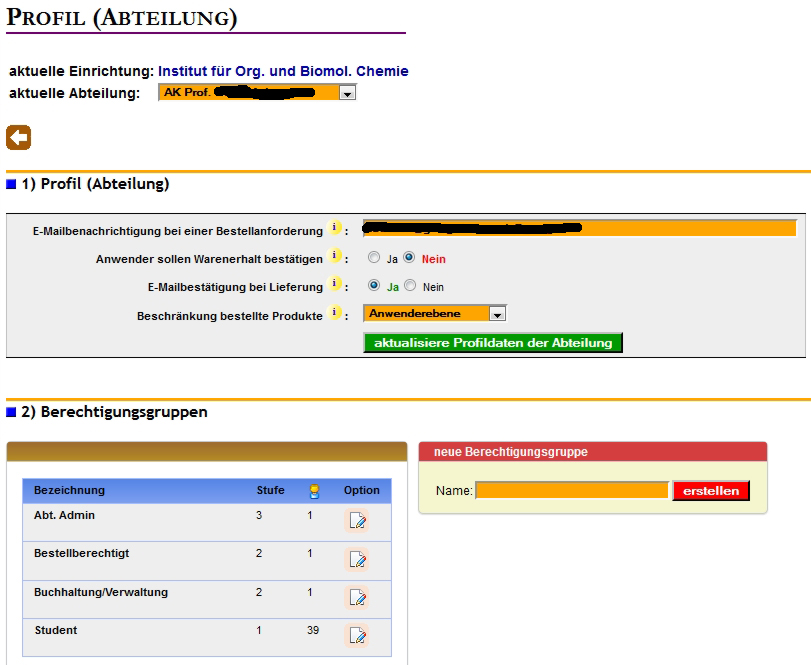 PROFIL (ABTEILUNG)
aktuelle Einrichtung: Institut für Org. und Biomol. Chemie
aktuelle Abteilung: AK Prof.
1) Profil (Abteilung)
E-Mailbenachrichtigung bei einer Bestellanforderung i :
Anwender sollen Warenerhalt bestätigen i : Ja Nein
E-Mailbestätigung bei Lieferung i : Ja Nein
Beschränkung bestellte Produkte i : Anwenderebene
aktualisiere Profildaten der Abteilung
2) Berechtigungsgruppen
neue Berechtigungsgruppe
Name: erstellen
Bezeichnung Stufe Option
Abt. Admin 3 1
Bestellberechtigt 2 1
Buchhaltung/Verwaltung 2 1
Student 1 39